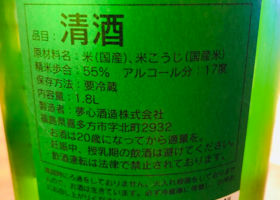 品目：清酒
原材料名：米（国産）、米こうじ（国産米）
精米歩合：55% アルコール分：17度
保存方法：要冷蔵
内容量：1.8L
製造者：夢心酒造株式会社
福島県喜多方市字北町2932
お酒は20歳になってから適量を。
妊娠中、授乳期の飲酒は避けてください。
飲酒運転は法律で禁止されております。